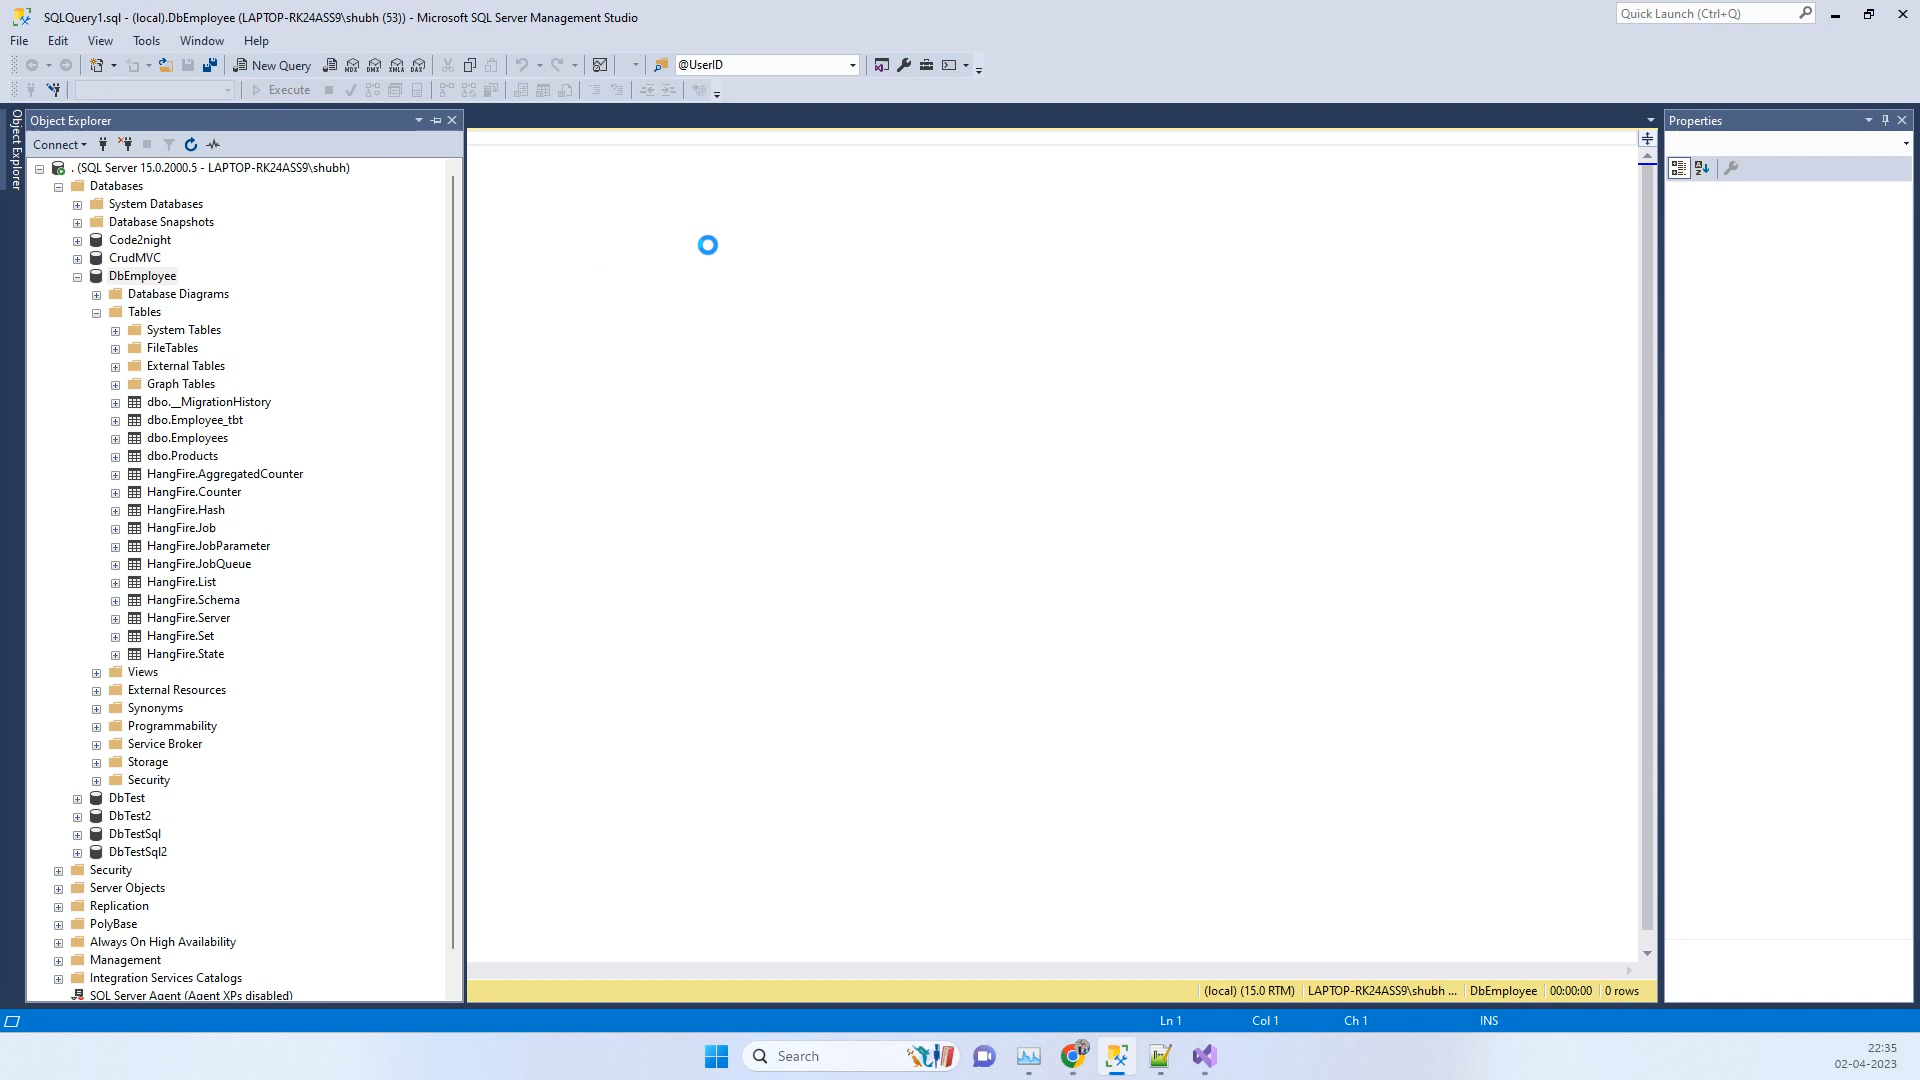 SQLQuery1.sql - (local).DbEmployee (LAPTOP-RK24ASS9\shubh (53)) - Microsoft SQL Server Management Studio
Quick Launch (Ctrl+Q)
File Edit View Tools Window Help
New Query
MDX DMX XMLA DAX
@UserID
Execute
Object Explorer
Object Explorer
Properties
Connect
. (SQL Server 15.0.2000.5 - LAPTOP-RK24ASS9\shubh)
Databases
System Databases
Database Snapshots
Code2night
CrudMVC
DbEmployee
Database Diagrams
Tables
System Tables
FileTables
External Tables
Graph Tables
dbo.__MigrationHistory
dbo.Employee_tbt
dbo.Employees
dbo.Products
HangFire.AggregatedCounter
HangFire.Counter
HangFire.Hash
HangFire.Job
HangFire.JobParameter
HangFire.JobQueue
HangFire.List
HangFire.Schema
HangFire.Server
HangFire.Set
HangFire.State
Views
External Resources
Synonyms
Programmability
Service Broker
Storage
Security
DbTest
DbTest2
DbTestSql
DbTestSql2
Security
Server Objects
Replication
PolyBase
Always On High Availability
Management
Integration Services Catalogs
SQL Server Agent (Agent XPs disabled)
(local) (15.0 RTM) LAPTOP-RK24ASS9\shubh ... DbEmployee 00:00:00 0 rows
Ln 1 Col 1 Ch 1 INS
Search
22:35
02-04-2023